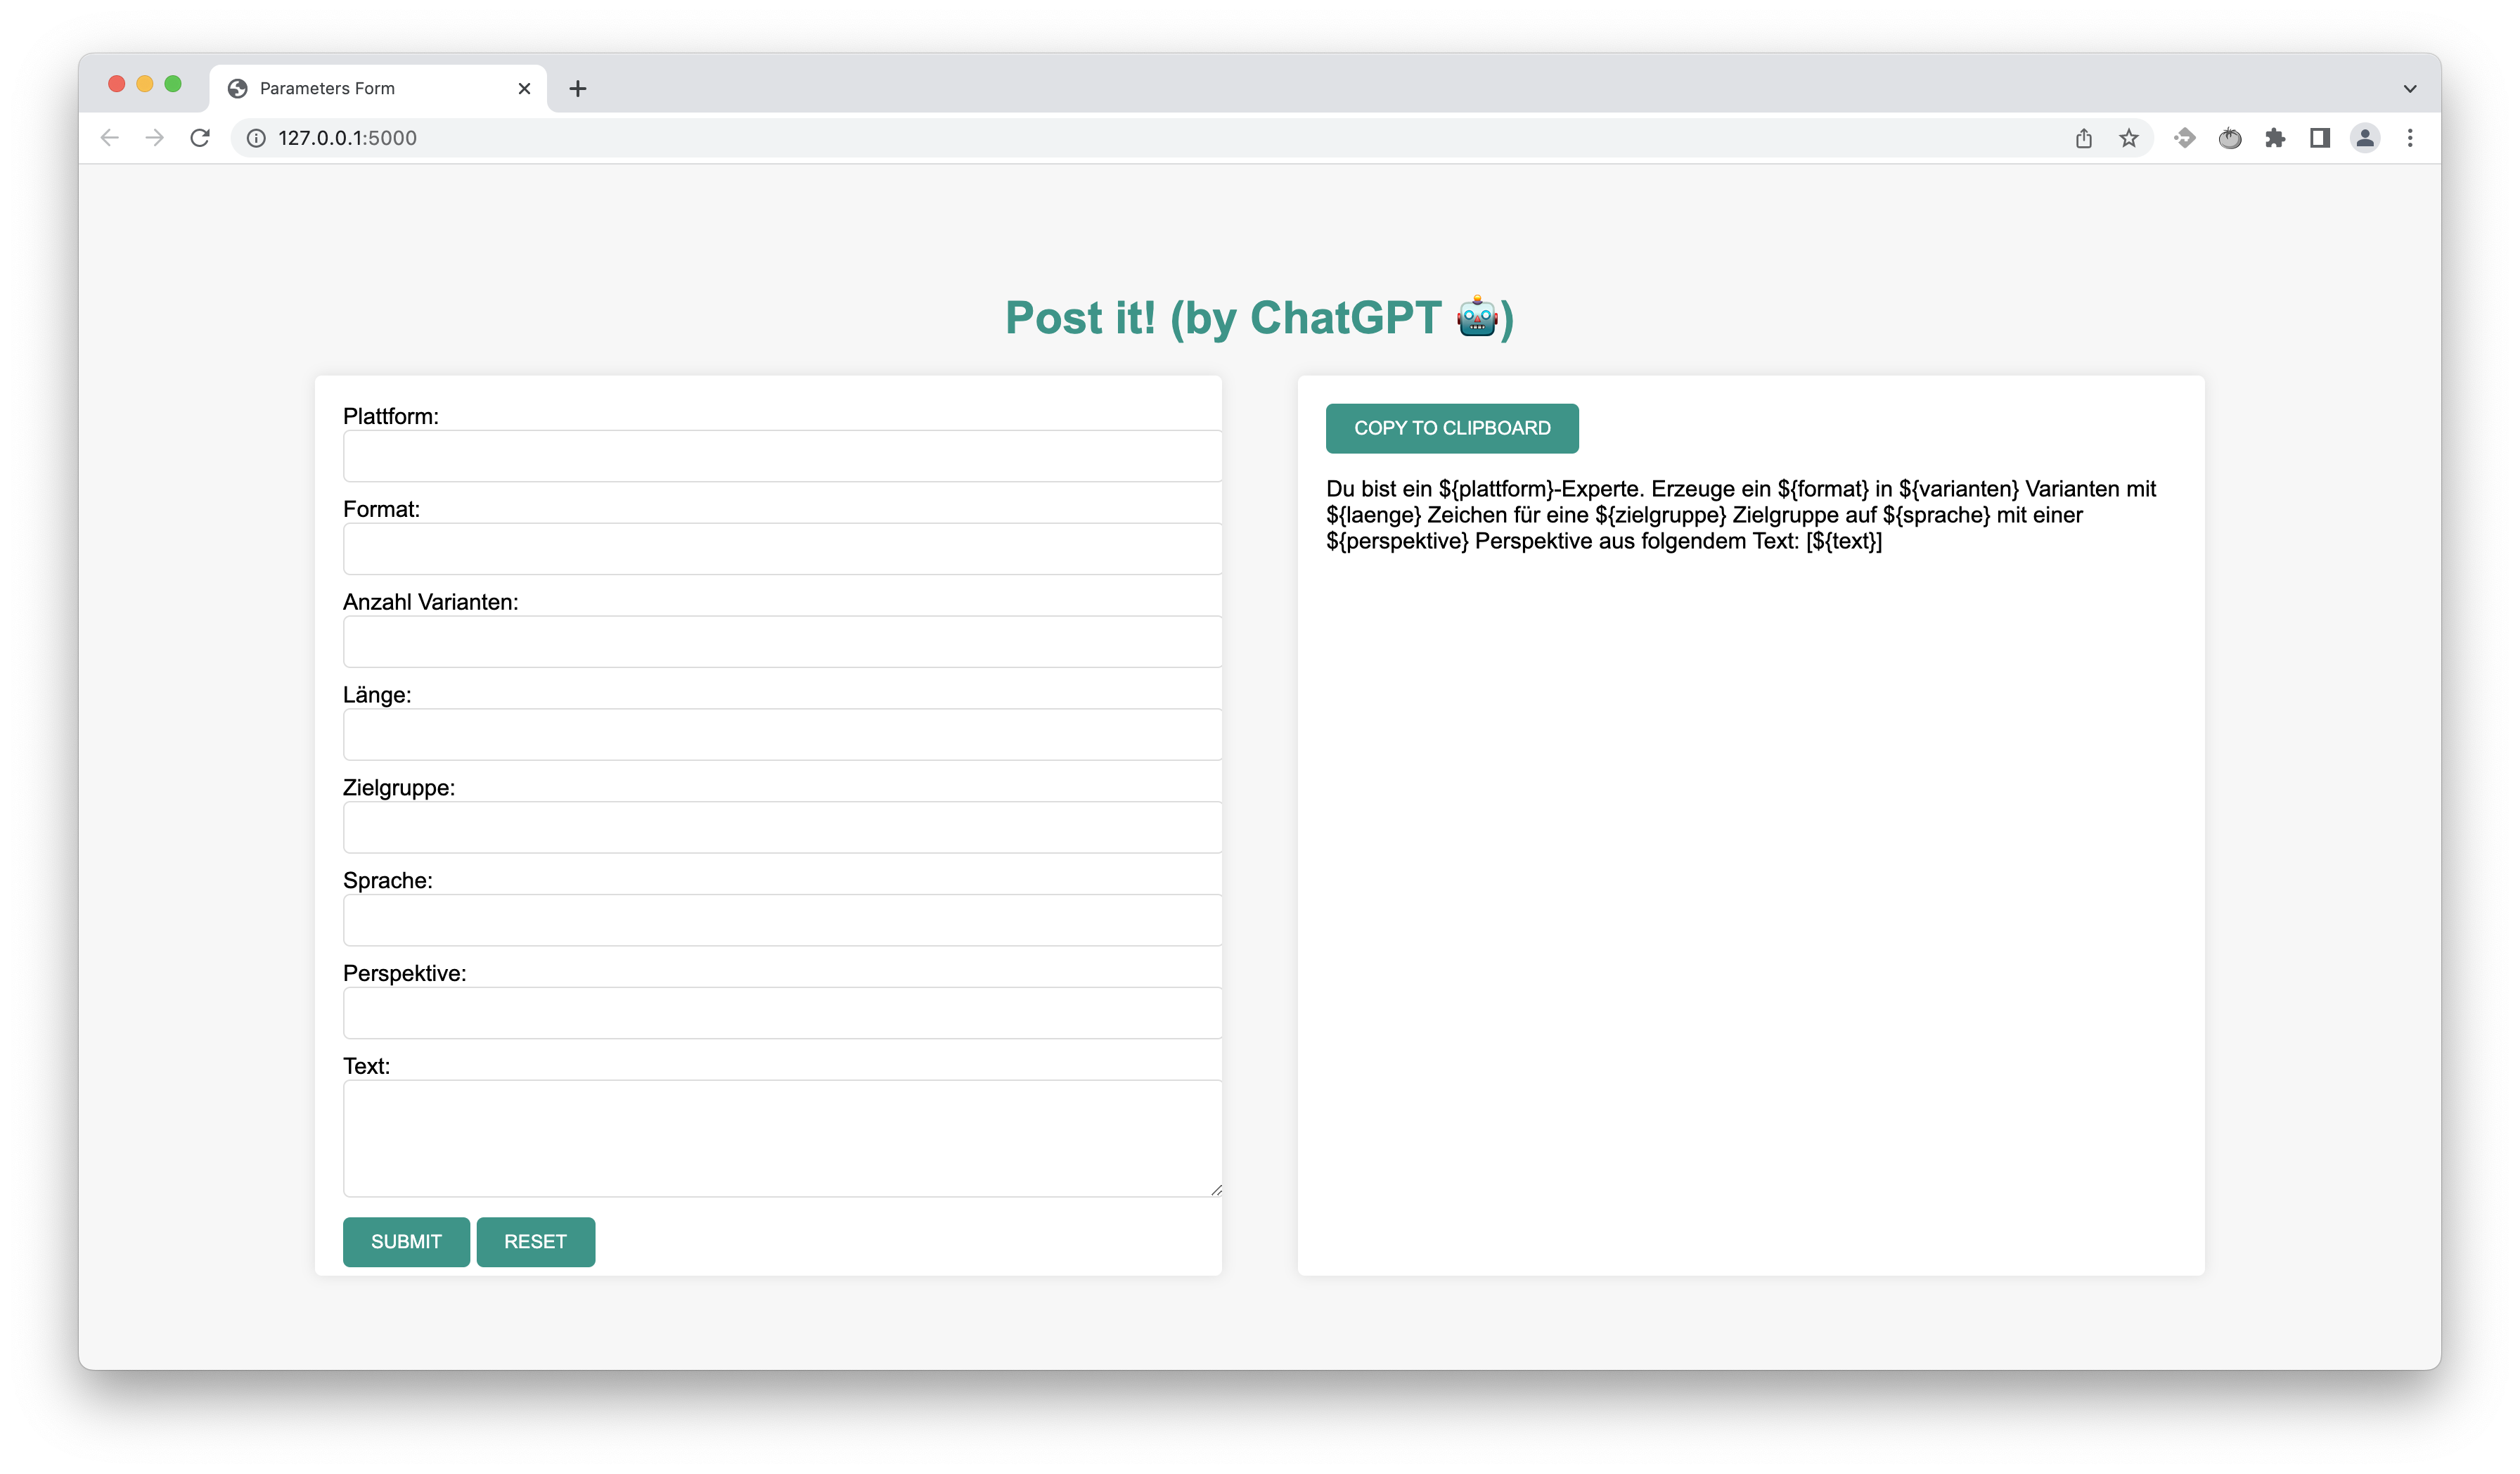 Parameters Form
127.0.0.1:5000
Post it! (by ChatGPT 🤖)
Plattform:
Format:
Anzahl Varianten:
Länge:
Zielgruppe:
Sprache:
Perspektive:
Text:
SUBMIT RESET
COPY TO CLIPBOARD
Du bist ein ${plattform}-Experte. Erzeuge ein ${format} in ${varianten} Varianten mit
${laenge} Zeichen für eine ${zielgruppe} Zielgruppe auf ${sprache} mit einer
${perspektive} Perspektive aus folgendem Text: [${text}]